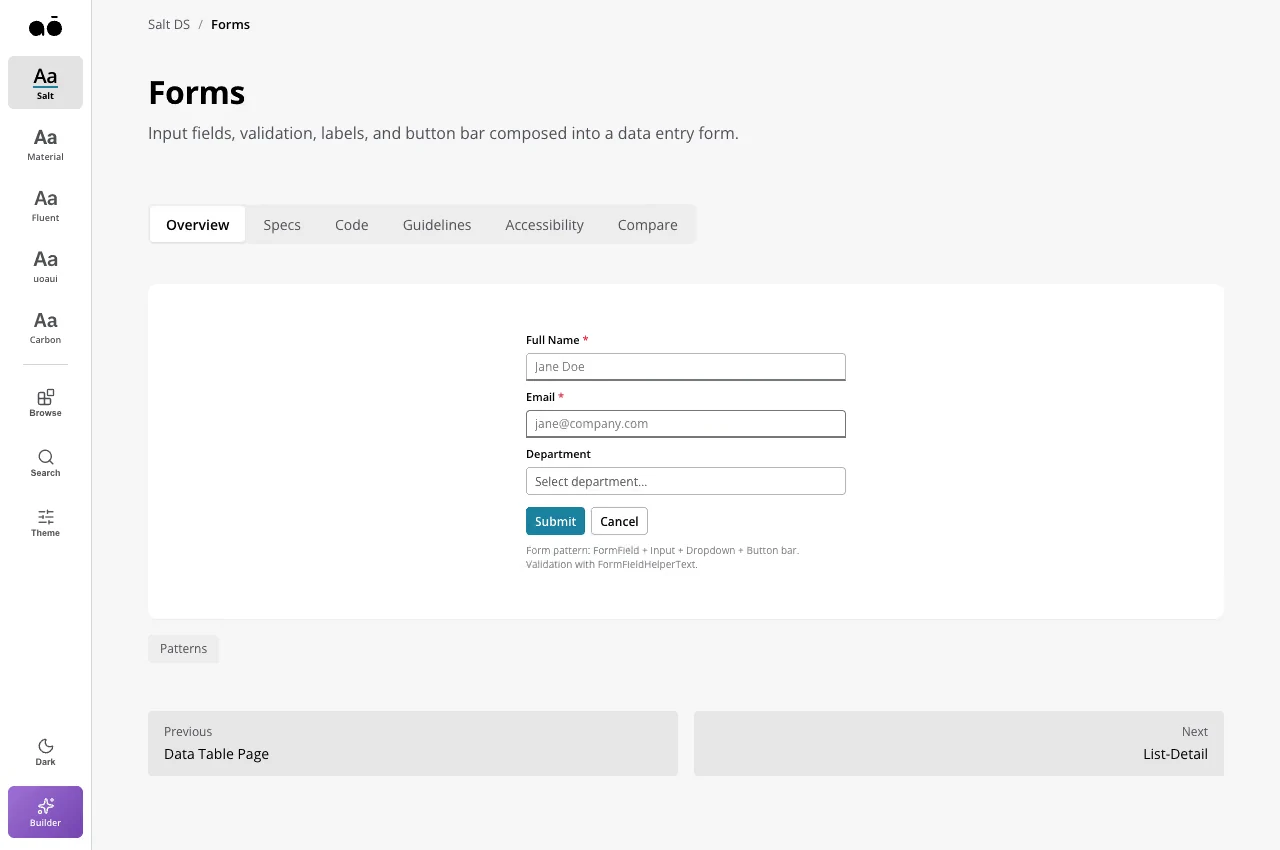 aö
Aa
Salt
Aa
Material
Aa
Fluent
Aa
uoaui
Aa
Carbon
Browse
Search
Theme
Dark
Builder
Salt DS / Forms
Forms
Input fields, validation, labels, and button bar composed into a data entry form.
Overview Specs Code Guidelines Accessibility Compare
Full Name *
Jane Doe
Email *
jane@company.com
Department
Select department...
Submit Cancel
Form pattern: FormField + Input + Dropdown + Button bar.
Validation with FormFieldHelperText.
Patterns
Previous
Data Table Page
Next
List-Detail